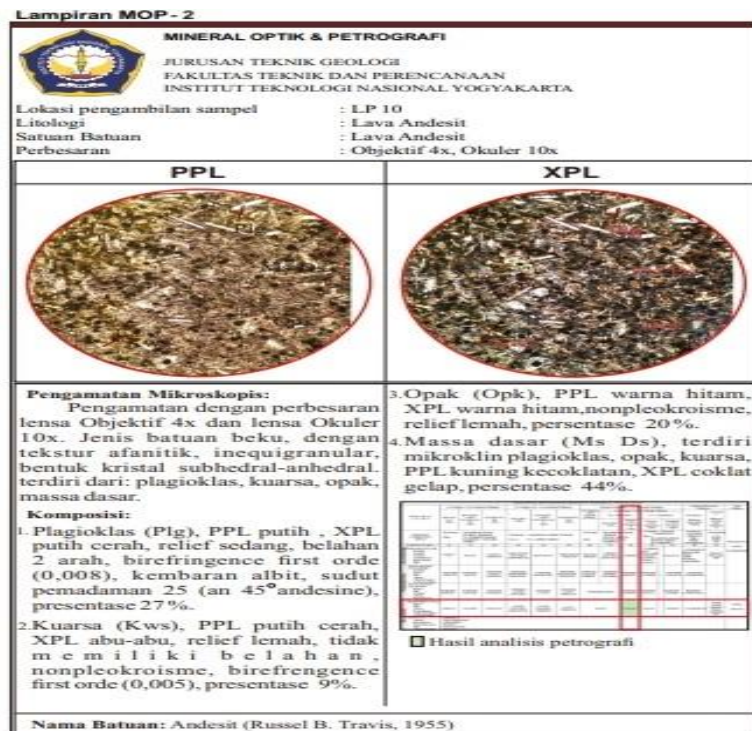 Lampiran MOP - 2
MINERAL OPTIK & PETROGRAFI
JURUSAN TEKNIK GEOLOGI
FAKULTAS TEKNIK DAN PERENCANAAN
INSTITUT TEKNOLOGI NASIONAL YOGYAKARTA
Lokasi pengambilan sampel : LP 10
Litologi : Lava Andesit
Satuan Batuan : Lava Andesit
Perbesaran : Objektif 4x, Okuler 10x
PPL
XPL
Pengamatan Mikroskopis:
Pengamatan dengan perbesaran
lensa Objektif 4x dan lensa Okuler
10x. Jenis batuan beku, dengan
tekstur afanitik, inequigranular,
bentuk kristal subhedral-anhedral.
terdiri dari: plagioklas, kuarsa, opak,
massa dasar.
Komposisi:
1. Plagioklas (Plg), PPL putih , XPL
putih cerah, relief sedang, belahan
2 arah, birefringence first orde
(0,008), kembaran albit, sudut
pemadaman 25 (an 45° andesine),
presentase 27%.
2. Kuarsa (Kws), PPL putih cerah,
XPL abu-abu, relief lemah, tidak
memiliki belahan,
nonpleokroisme, birefrengence
first orde (0,005), presentase 9%.
3. Opak (Opk), PPL warna hitam,
XPL warna hitam,nonpleokroisme,
relief lemah, persentase 20%.
4. Massa dasar (Ms Ds), terdiri
mikroklin plagioklas, opak, kuarsa,
PPL kuning kecoklatan, XPL coklat
gelap, persentase 44%.
Hasil analisis petrografi
Nama Batuan: Andesit (Russel B. Travis, 1955)